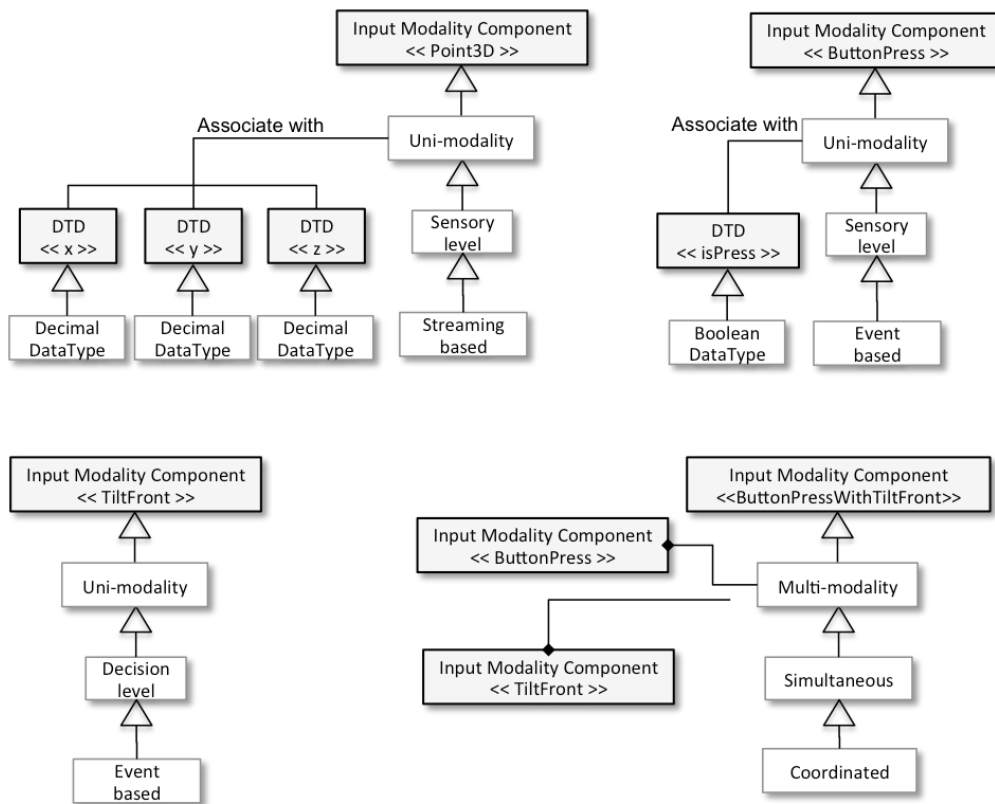 Input Modality Component
<< Point3D >>
Associate with
Uni-modality
DTD
<< x >>
DTD
<< y >>
DTD
<< z >>
Sensory
level
Decimal
DataType
Decimal
DataType
Decimal
DataType
Streaming
based
Input Modality Component
<< ButtonPress >>
Associate with
Uni-modality
DTD
<< isPress >>
Sensory
level
Boolean
DataType
Event
based
Input Modality Component
<< TiltFront >>
Uni-modality
Decision
level
Event
based
Input Modality Component
<<ButtonPressWithTiltFront>>
Input Modality Component
<< ButtonPress >>
Multi-modality
Input Modality Component
<< TiltFront >>
Simultaneous
Coordinated